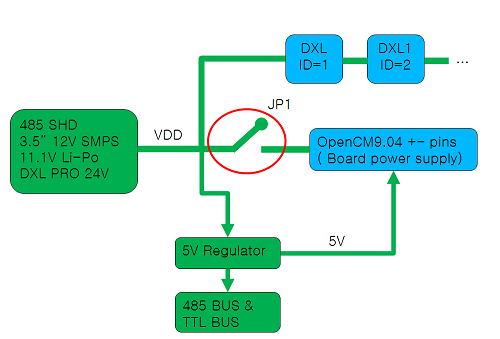 DXL
ID=1
DXL1
ID=2
...
JP1
485 SHD
3.5” 12V SMPS
11.1V Li-Po
DXL PRO 24V
VDD
OpenCM9.04 +- pins
( Board power supply)
5V Regulator
5V
485 BUS &
TTL BUS